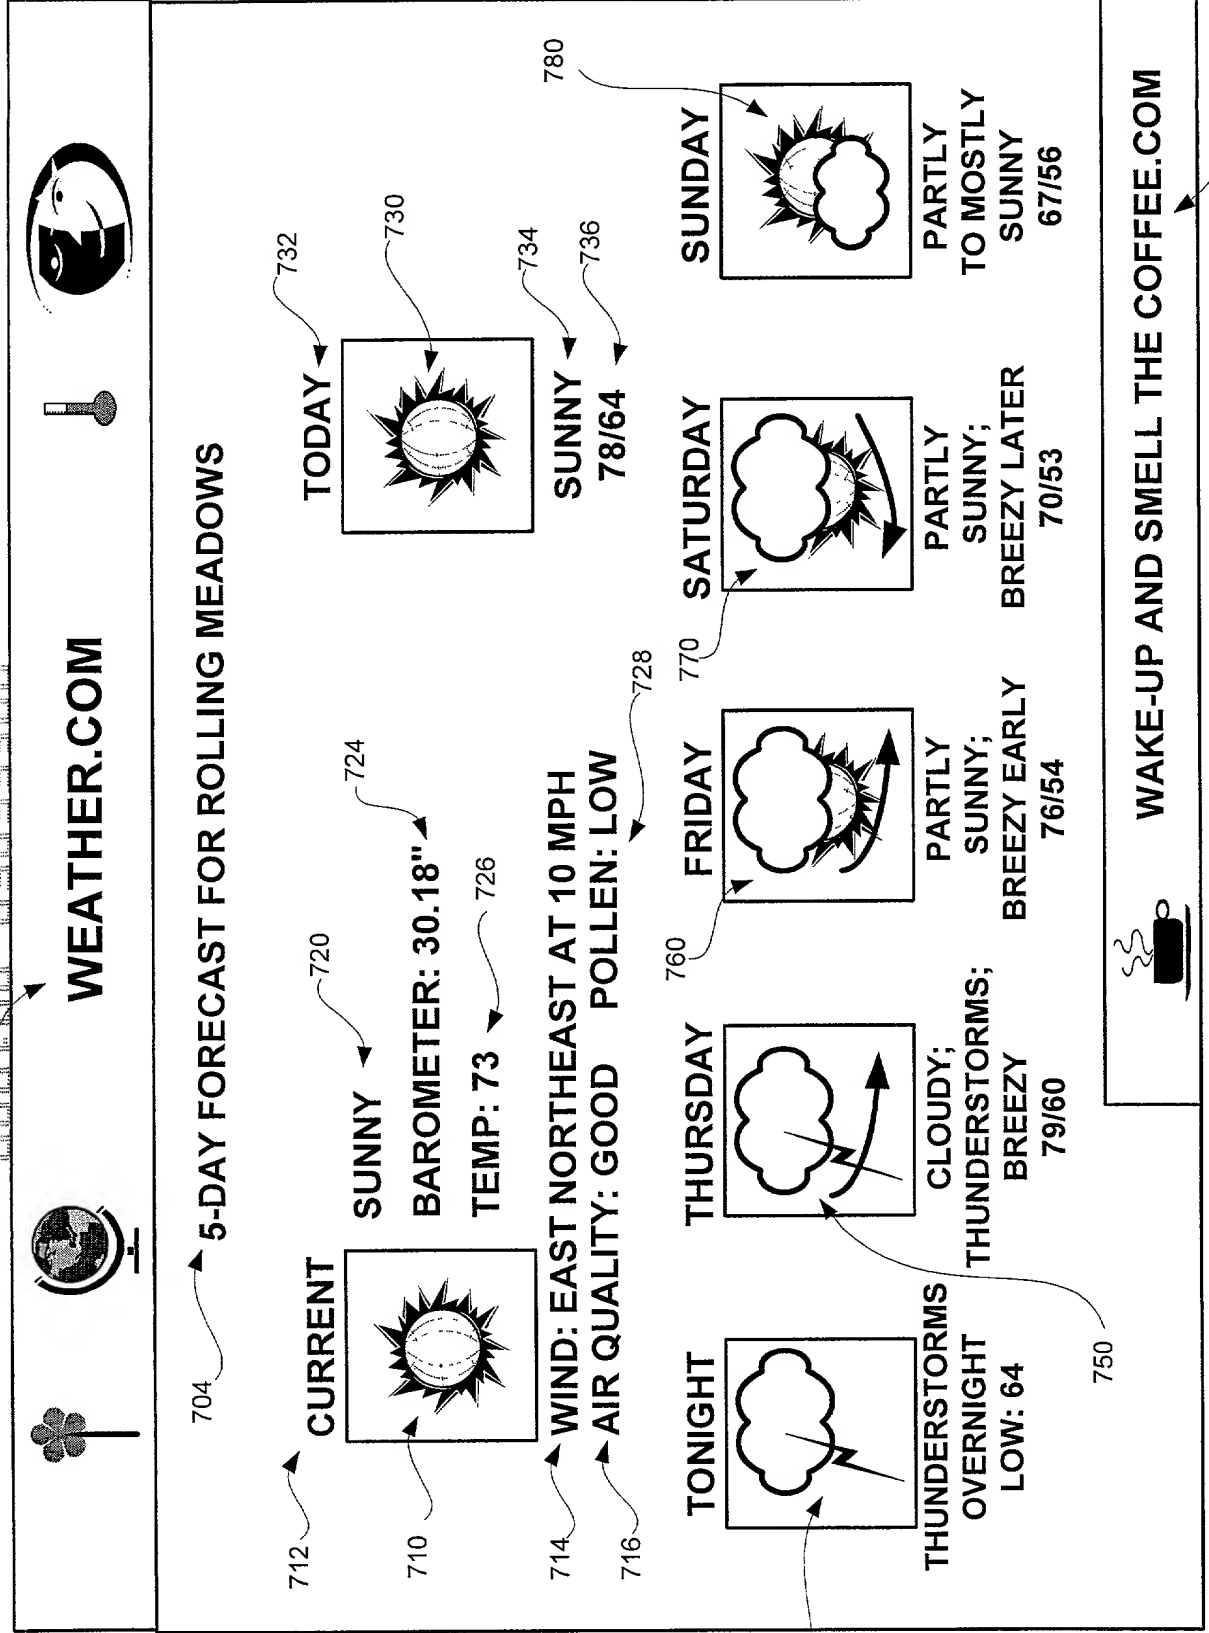 WEATHER.COM
704
5-DAY FORECAST FOR ROLLING MEADOWS
712
CURRENT
710
SUNNY
720
BAROMETER: 30.18"
724
TEMP: 73
726
TODAY
732
730
SUNNY
734
78/64
736
714
WIND: EAST NORTHEAST AT 10 MPH
716
AIR QUALITY: GOOD POLLEN: LOW
728
TONIGHT
THUNDERSTORMS
OVERNIGHT
LOW: 64
THURSDAY
CLOUDY;
THUNDERSTORMS;
BREEZY
79/60
750
FRIDAY
760
PARTLY
SUNNY;
BREEZY EARLY
76/54
SATURDAY
770
PARTLY
SUNNY;
BREEZY LATER
70/53
SUNDAY
780
PARTLY
TO MOSTLY
SUNNY
67/56
WAKE-UP AND SMELL THE COFFEE.COM